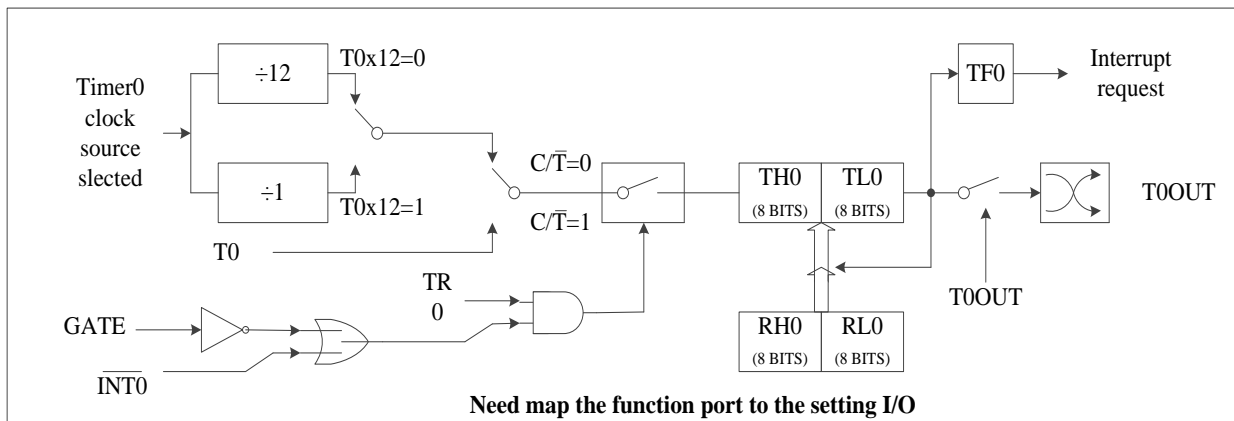 ÷12
T0x12=0
Timer0
clock
source
slected
÷1
T0x12=1
T0
C/T̅=0
C/T̅=1
TH0
(8 BITS)
TL0
(8 BITS)
TF0
Interrupt
request
T0OUT
T0OUT
TR
0
GATE
I̅N̅T̅0̅
RH0
(8 BITS)
RL0
(8 BITS)
Need map the function port to the setting I/O